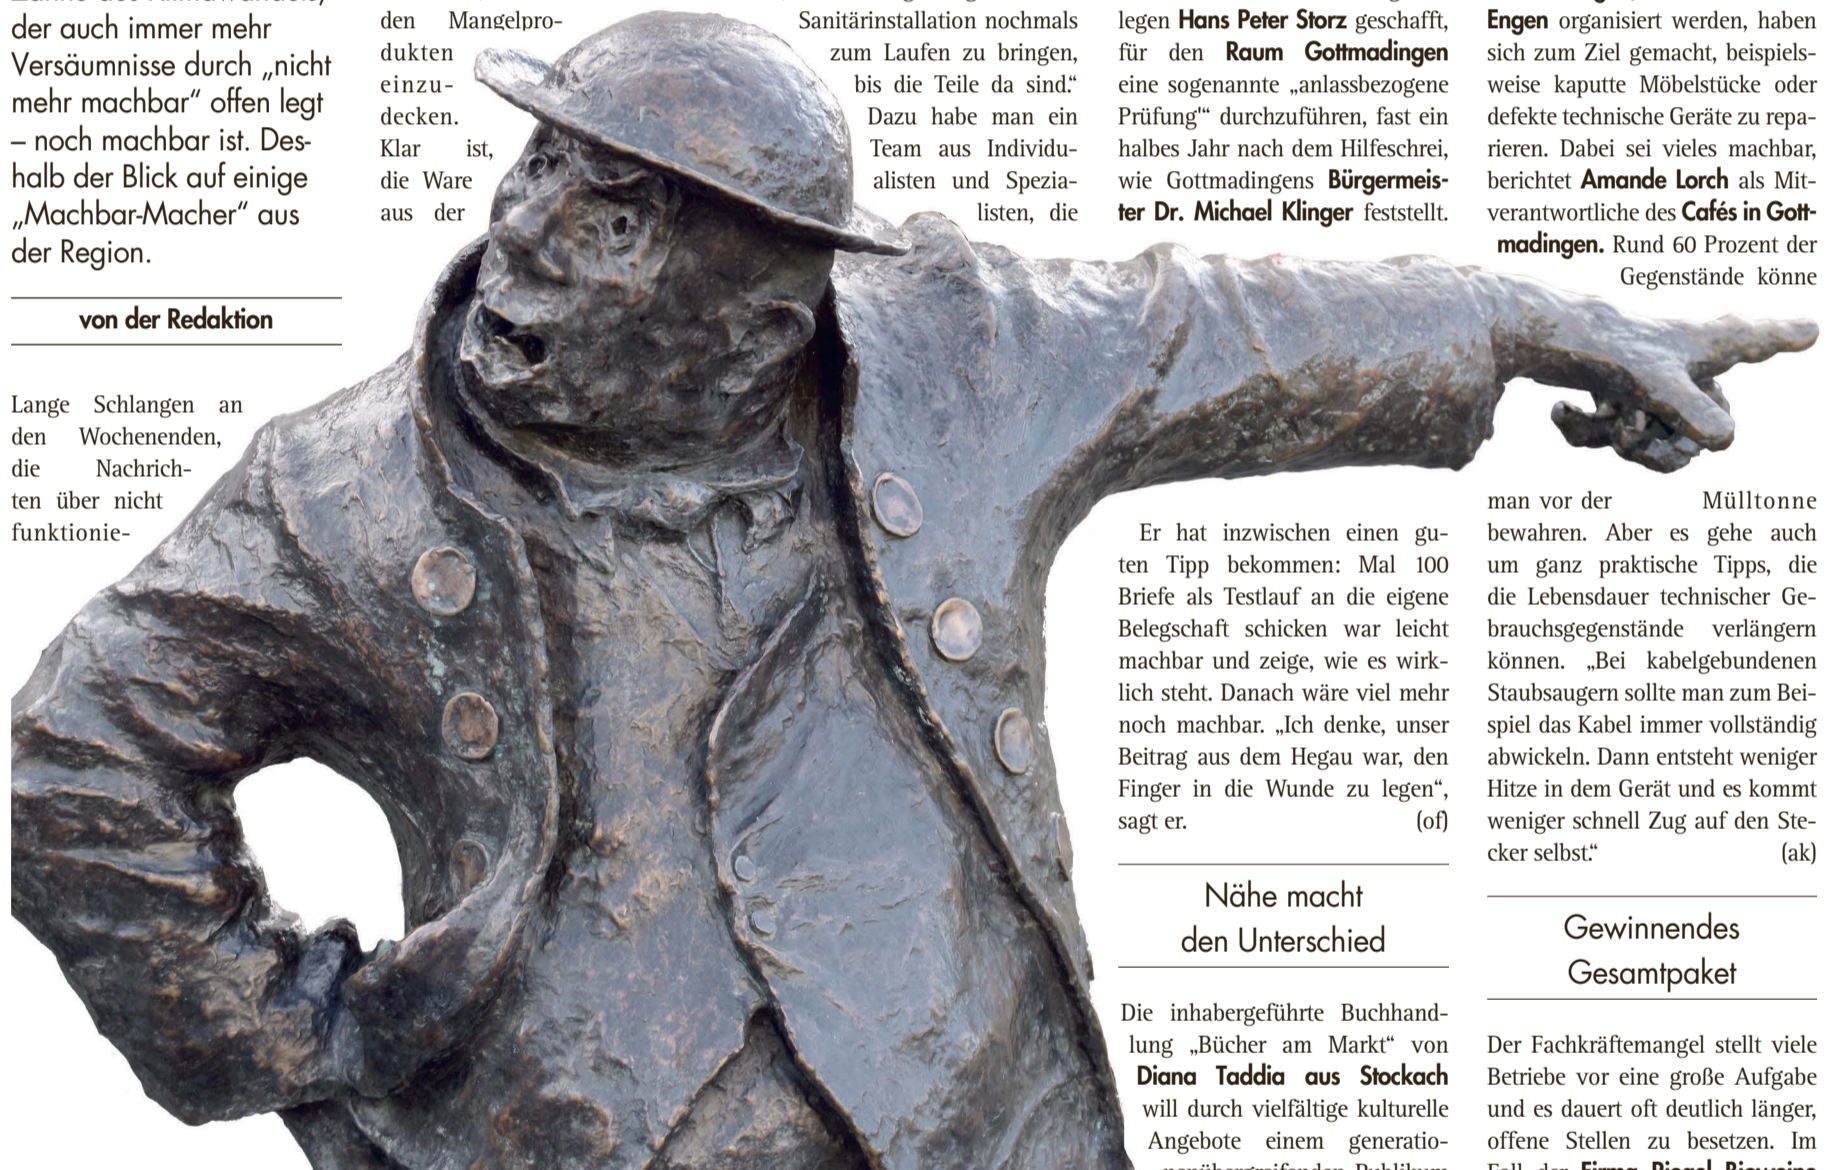 der auch immer mehr
Versäumnisse durch „nicht
mehr machbar“ offen legt
– noch machbar ist. Des-
halb der Blick auf einige
„Machbar-Macher“ aus
der Region.
von der Redaktion
Lange Schlangen an
den Wochenenden,
die Nachrich-
ten über nicht
funktionie-
den Mangelpro-
dukten
einzu-
decken.
Klar ist,
die Ware
aus der
Sanitärinstallation nochmals
zum Laufen zu bringen,
bis die Teile da sind.“
Dazu habe man ein
Team aus Individu-
alisten und Spezia-
listen, die
legen Hans Peter Storz geschafft,
für den Raum Gottmadingen
eine sogenannte „anlassbezogene
Prüfung'“ durchzuführen, fast ein
halbes Jahr nach dem Hilfeschrei,
wie Gottmadingens Bürgermeis-
ter Dr. Michael Klinger feststellt.
Er hat inzwischen einen gu-
ten Tipp bekommen: Mal 100
Briefe als Testlauf an die eigene
Belegschaft schicken war leicht
machbar und zeige, wie es wirk-
lich steht. Danach wäre viel mehr
noch machbar. „Ich denke, unser
Beitrag aus dem Hegau war, den
Finger in die Wunde zu legen“,
sagt er. (of)
Nähe macht
den Unterschied
Die inhabergeführte Buchhand-
lung „Bücher am Markt“ von
Diana Taddia aus Stockach
will durch vielfältige kulturelle
Angebote einem generatio-
nenübergreifenden Publikum
Engen organisiert werden, haben
sich zum Ziel gemacht, beispiels-
weise kaputte Möbelstücke oder
defekte technische Geräte zu repa-
rieren. Dabei sei vieles machbar,
berichtet Amande Lorch als Mit-
verantwortliche des Cafés in Gott-
madingen. Rund 60 Prozent der
Gegenstände könne
man vor der Mülltonne
bewahren. Aber es gehe auch
um ganz praktische Tipps, die
die Lebensdauer technischer Ge-
brauchsgegenstände verlängern
können. „Bei kabelgebundenen
Staubsaugern sollte man zum Bei-
spiel das Kabel immer vollständig
abwickeln. Dann entsteht weniger
Hitze in dem Gerät und es kommt
weniger schnell Zug auf den Ste-
cker selbst.“ (ak)
Gewinnendes
Gesamtpaket
Der Fachkräftemangel stellt viele
Betriebe vor eine große Aufgabe
und es dauert oft deutlich länger,
offene Stellen zu besetzen. Im
Fall der Firma Riegel Bioweine